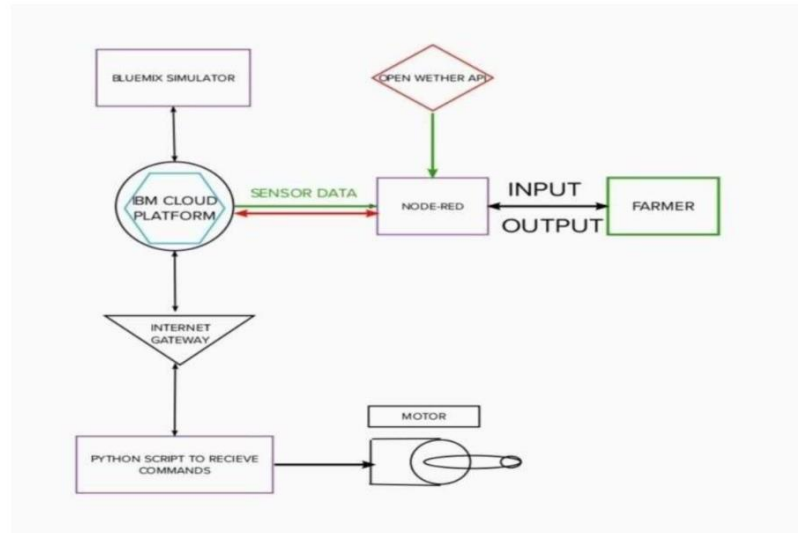 BLUEMIX SIMULATOR
OPEN WETHER API
IBM CLOUD
PLATFORM
SENSOR DATA
NODE-RED
INPUT
OUTPUT
FARMER
INTERNET
GATEWAY
MOTOR
PYTHON SCRIPT TO RECIEVE
COMMANDS